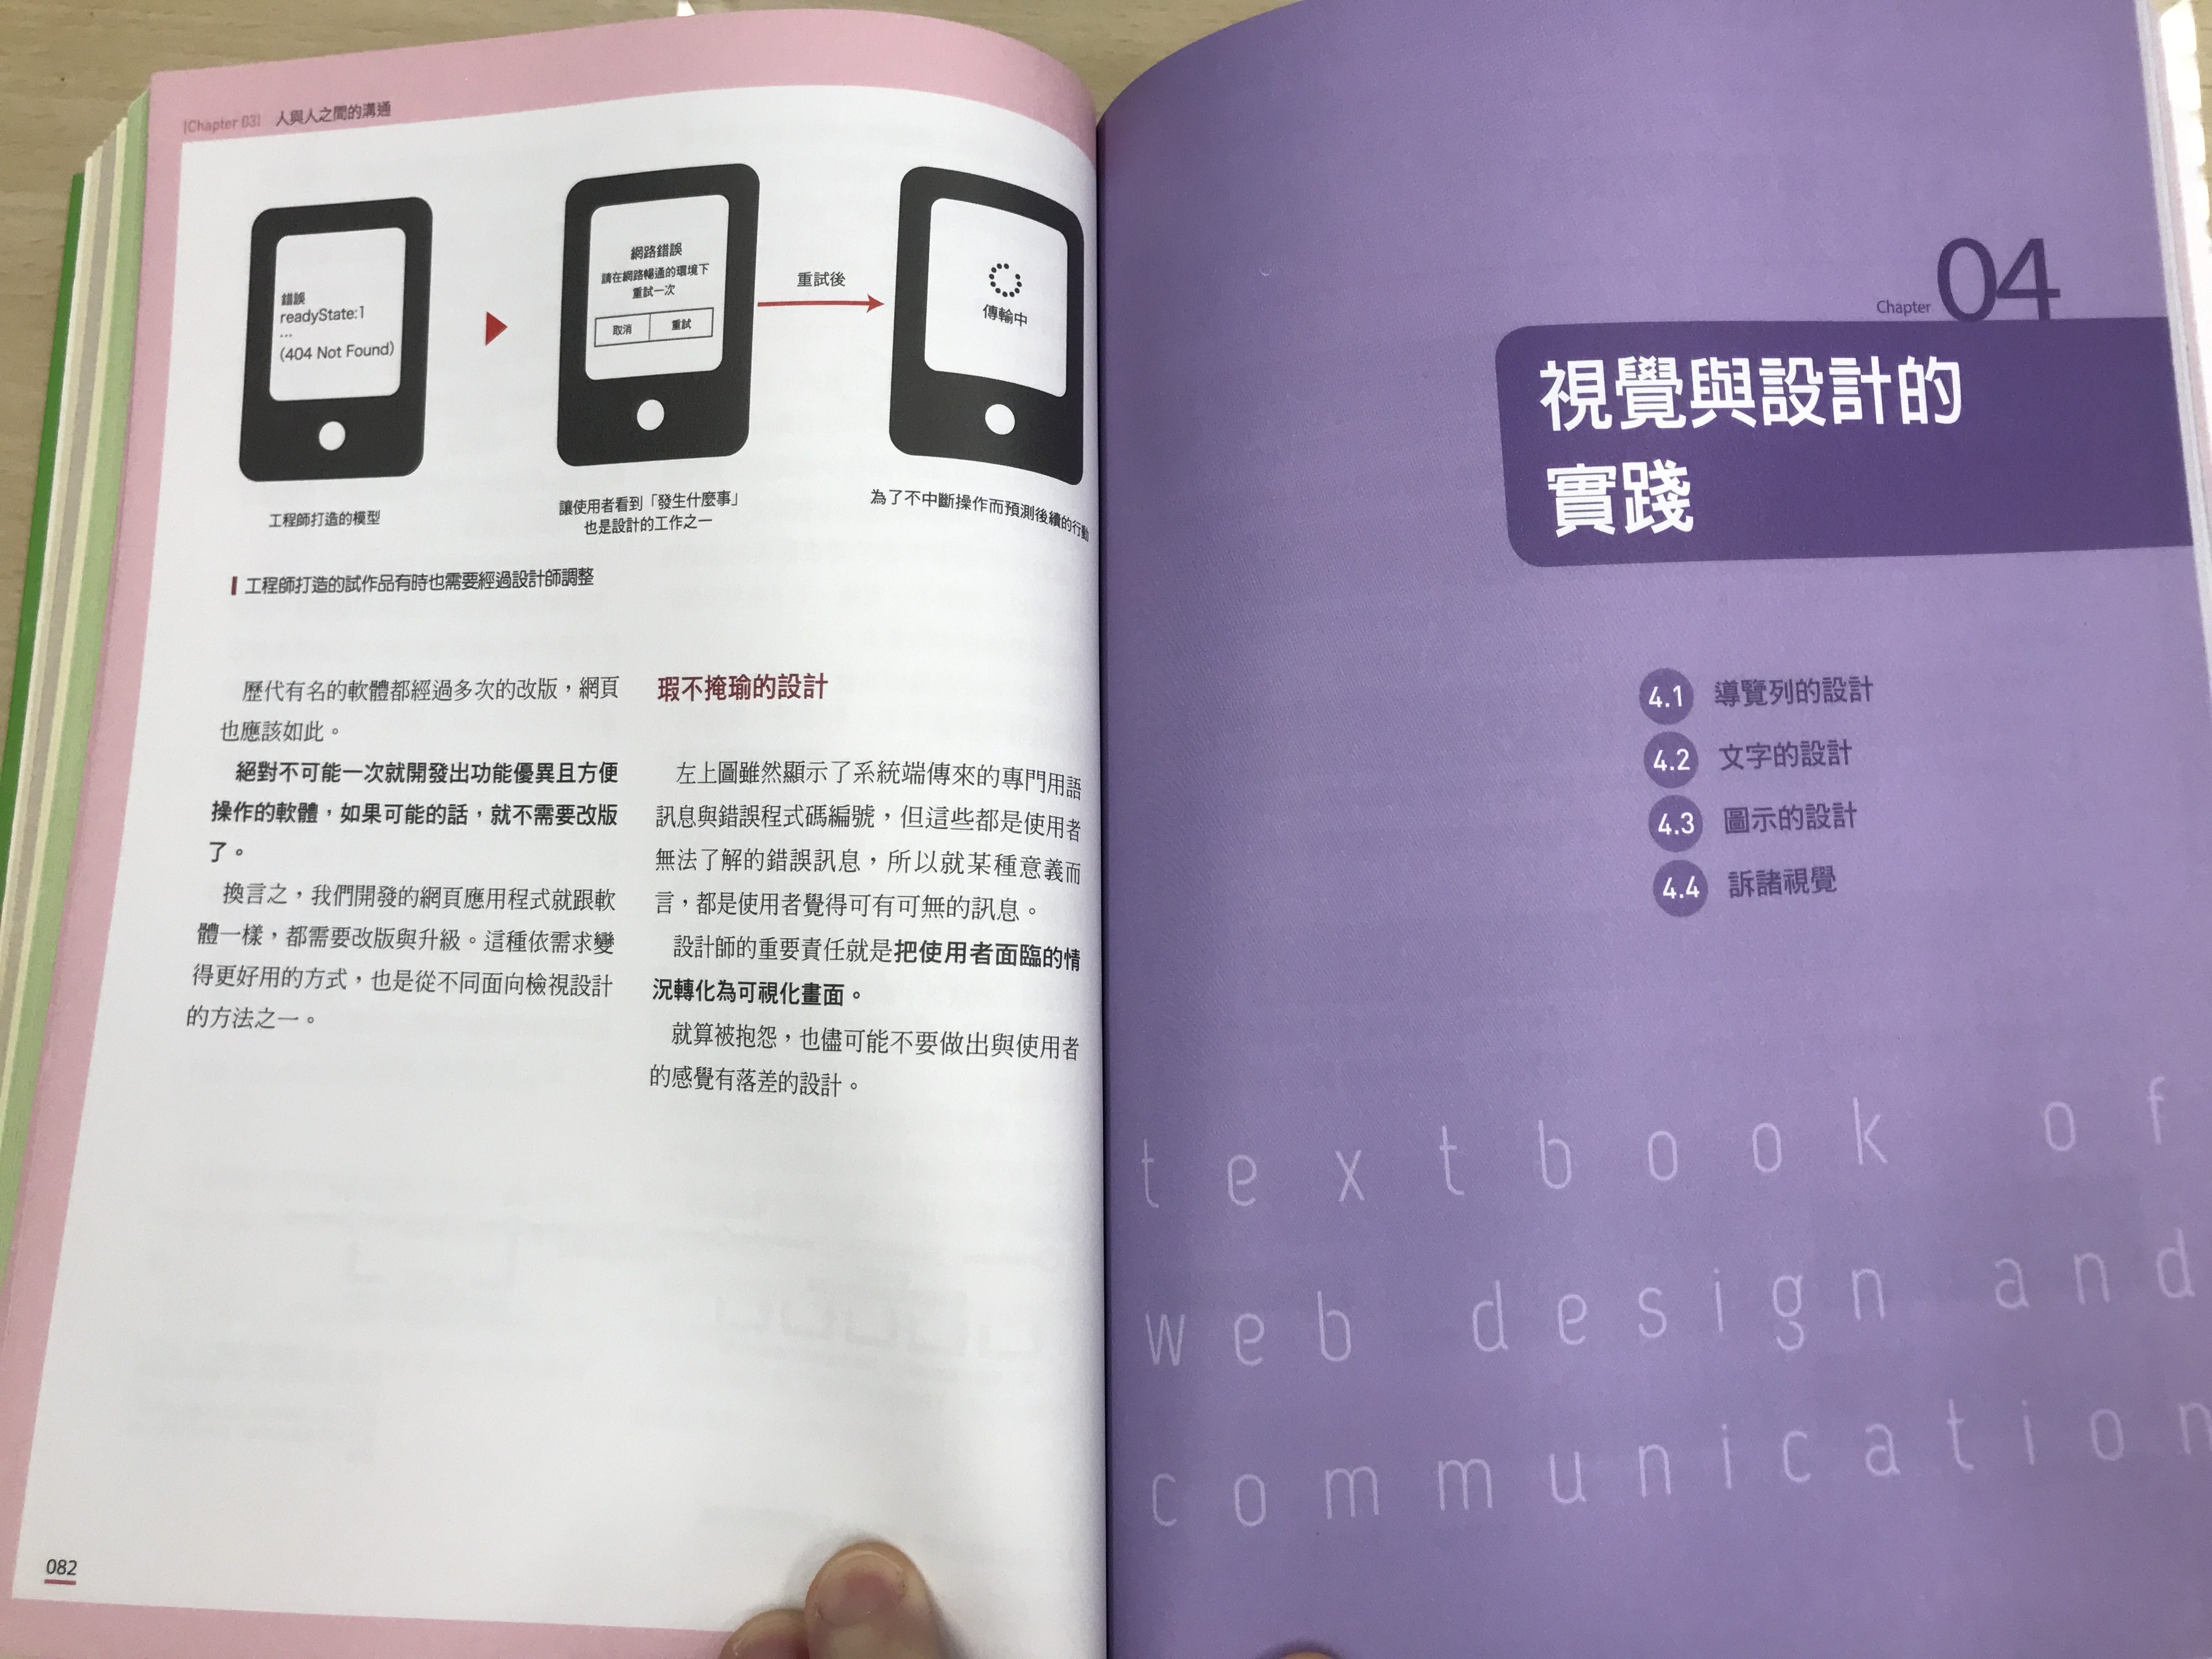 |Chapter 03| 人與人之間的溝通
錯誤
readyState:1
...
(404 Not Found)
網路錯誤
請在網路暢通的環境下
重試一次
取消 重試
重試後
傳輸中
工程師打造的模型
讓使用者看到「發生什麼事」
也是設計的工作之一
為了不中斷操作而預測後續的行動
工程師打造的試作品有時也需要經過設計師調整
歷代有名的軟體都經過多次的改版，網頁
也應該如此。
絕對不可能一次就開發出功能優異且方便
操作的軟體，如果可能的話，就不需要改版
了。
換言之，我們開發的網頁應用程式就跟軟
體一樣，都需要改版與升級。這種依需求變
得更好用的方式，也是從不同面向檢視設計
的方法之一。
瑕不掩瑜的設計
左上圖雖然顯示了系統端傳來的專門用語
訊息與錯誤程式碼編號，但這些都是使用者
無法了解的錯誤訊息，所以就某種意義而
言，都是使用者覺得可有可無的訊息。
設計師的重要責任就是把使用者面臨的情
況轉化為可視化畫面。
就算被抱怨，也儘可能不要做出與使用者
的感覺有落差的設計。
082
Chapter 04
視覺與設計的
實踐
4.1 導覽列的設計
4.2 文字的設計
4.3 圖示的設計
4.4 訴諸視覺
textbook of
web design and
communication